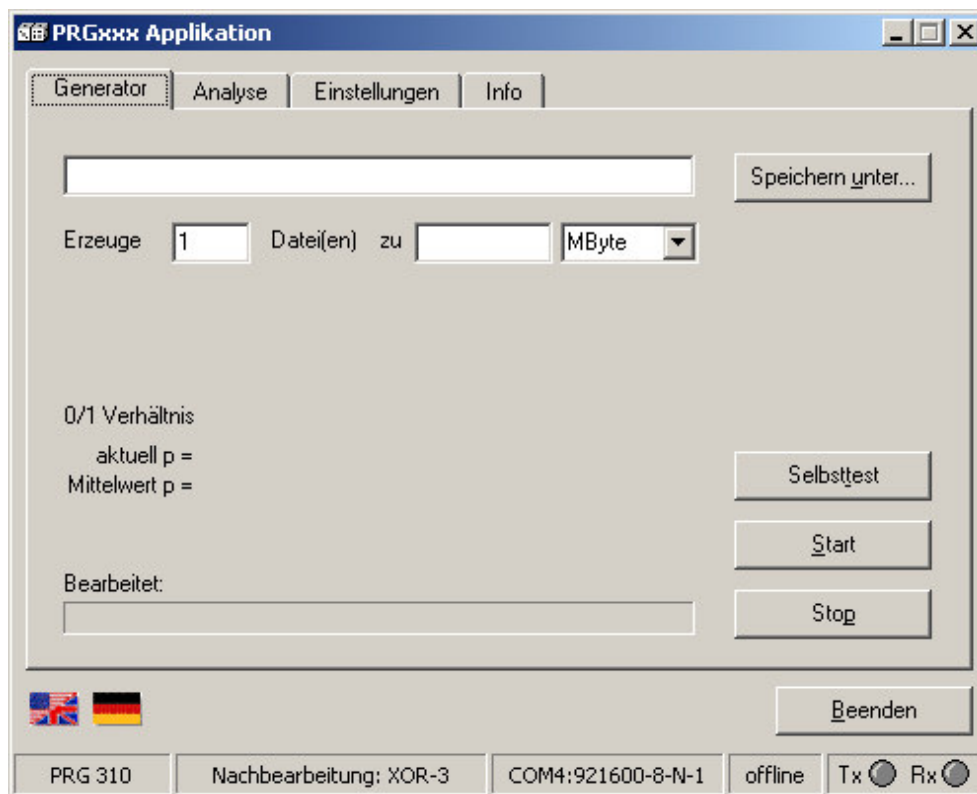 PRGxxx Applikation
Generator Analyse Einstellungen Info
Speichern unter...
Erzeuge 1 Datei(en) zu MByte
0/1 Verhältnis
aktuell p =
Mittelwert p =
Selbsttest
Start
Bearbeitet:
Stop
Beenden
PRG 310 Nachbearbeitung: XOR-3 COM4:921600-8-N-1 offline Tx Rx